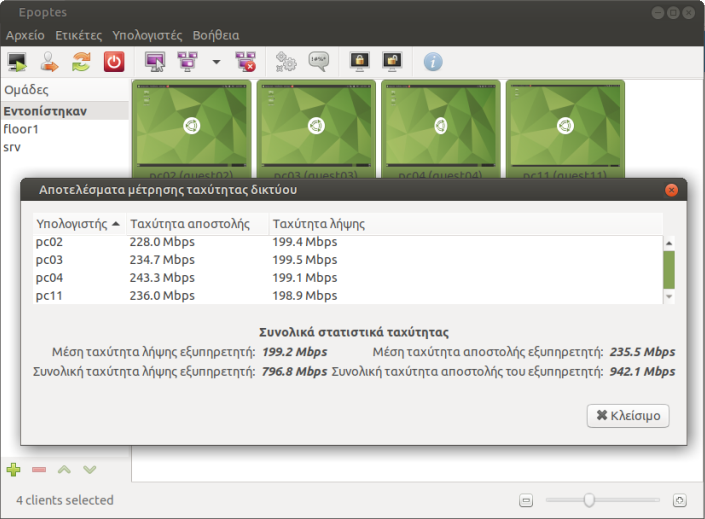 Epoptes
Αρχείο Ετικέτες Υπολογιστές Βοήθεια
Ομάδες
Εντοπίστηκαν
floor1
srv
pc02 (guest02) pc03 (guest03) pc04 (guest04) pc11 (guest11)
Αποτελέσματα μέτρησης ταχύτητας δικτύου
Υπολογιστής Ταχύτητα αποστολής Ταχύτητα λήψης
pc02 228.0 Mbps 199.4 Mbps
pc03 234.7 Mbps 199.5 Mbps
pc04 243.3 Mbps 199.1 Mbps
pc11 236.0 Mbps 198.9 Mbps
Συνολικά στατιστικά ταχύτητας
Μέση ταχύτητα λήψης εξυπηρετητή: 199.2 Mbps Μέση ταχύτητα αποστολής εξυπηρετητή: 235.5 Mbps
Συνολική ταχύτητα λήψης εξυπηρετητή: 796.8 Mbps Συνολική ταχύτητα αποστολής του εξυπηρετητή: 942.1 Mbps
Κλείσιμο
4 clients selected